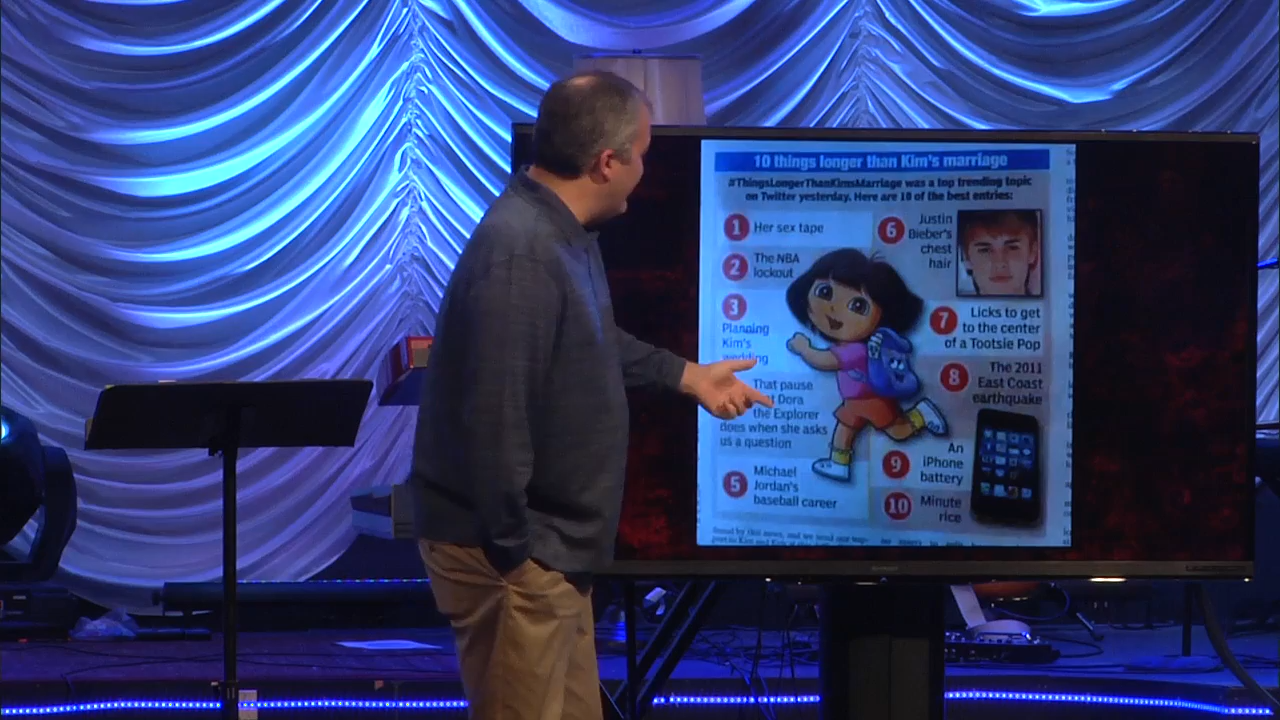 10 things longer than Kim's marriage
#ThingsLongerThanKimsMarriage was a top trending topic
on Twitter yesterday. Here are 10 of the best entries:
1 Her sex tape
2 The NBA
lockout
3
Planning
Kim's
wedding
That pause
Dora
the Explorer
does when she asks
us a question
5 Michael
Jordan's
baseball career
6 Justin
Bieber's
chest
hair
7 Licks to get
to the center
of a Tootsie Pop
8 The 2011
East Coast
earthquake
9 An
iPhone
battery
10 Minute
rice